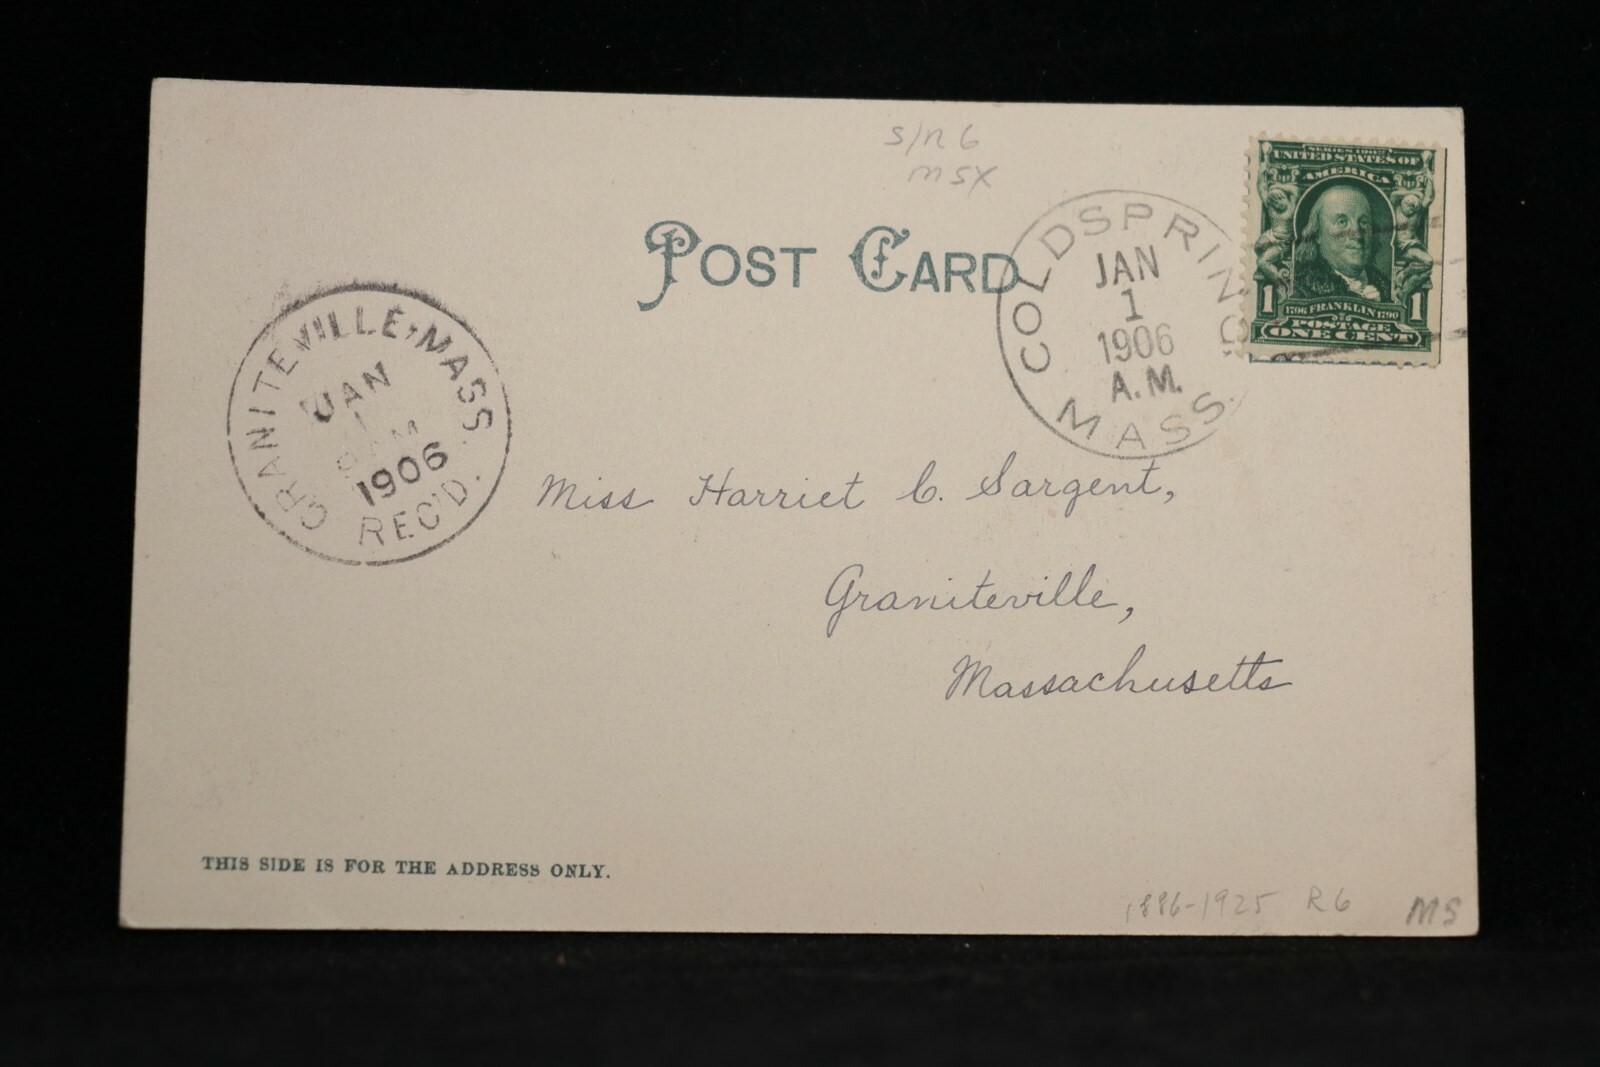 S/R 6
MSX
SERIES 1902
UNITED STATES OF
AMERICA
1 1
1706 FRANKLIN 1790
POSTAGE
ONE CENT
POST CARD
COLDSPRING
JAN
1
1906
A.M.
MASS.
GRANITEVILLE, MASS.
JAN
1
1906
REC'D.
Miss Harriet C. Sargent,
Graniteville,
Massachusetts
THIS SIDE IS FOR THE ADDRESS ONLY.
1886-1925 R6 MS